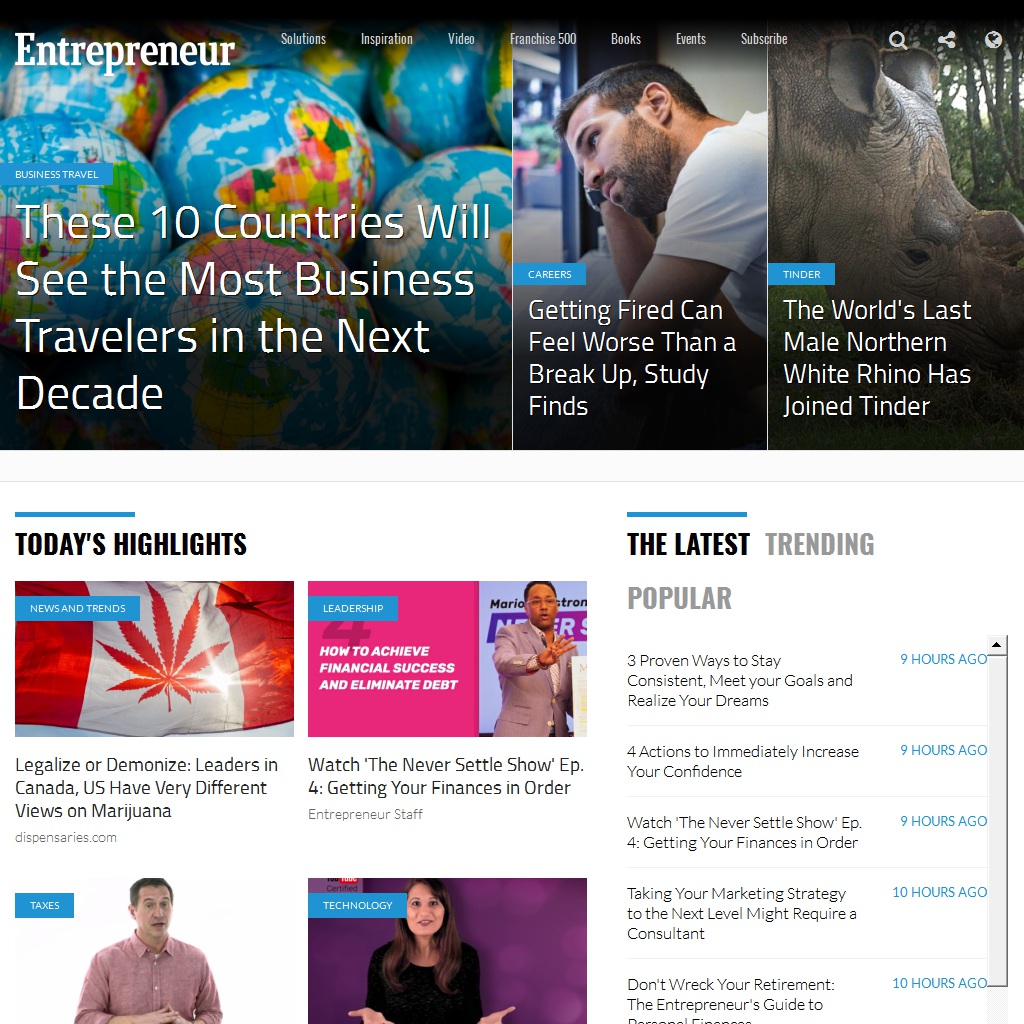 Entrepreneur
Solutions
Inspiration
Video
Franchise 500
Books
Events
Subscribe
BUSINESS TRAVEL
These 10 Countries Will
See the Most Business
Travelers in the Next
Decade
CAREERS
Getting Fired Can
Feel Worse Than a
Break Up, Study
Finds
TINDER
The World's Last
Male Northern
White Rhino Has
Joined Tinder
TODAY'S HIGHLIGHTS
NEWS AND TRENDS
Legalize or Demonize: Leaders in
Canada, US Have Very Different
Views on Marijuana
dispensaries.com
LEADERSHIP
4
HOW TO ACHIEVE
FINANCIAL SUCCESS
AND ELIMINATE DEBT
Watch 'The Never Settle Show' Ep.
4: Getting Your Finances in Order
Entrepreneur Staff
TAXES
TECHNOLOGY
Certified
THE LATEST
TRENDING
POPULAR
3 Proven Ways to Stay
Consistent, Meet your Goals and
Realize Your Dreams
9 HOURS AGO
4 Actions to Immediately Increase
Your Confidence
9 HOURS AGO
Watch 'The Never Settle Show' Ep.
4: Getting Your Finances in Order
9 HOURS AGO
Taking Your Marketing Strategy
to the Next Level Might Require a
Consultant
10 HOURS AGO
Don't Wreck Your Retirement:
The Entrepreneur's Guide to
Personal Finances
10 HOURS AGO